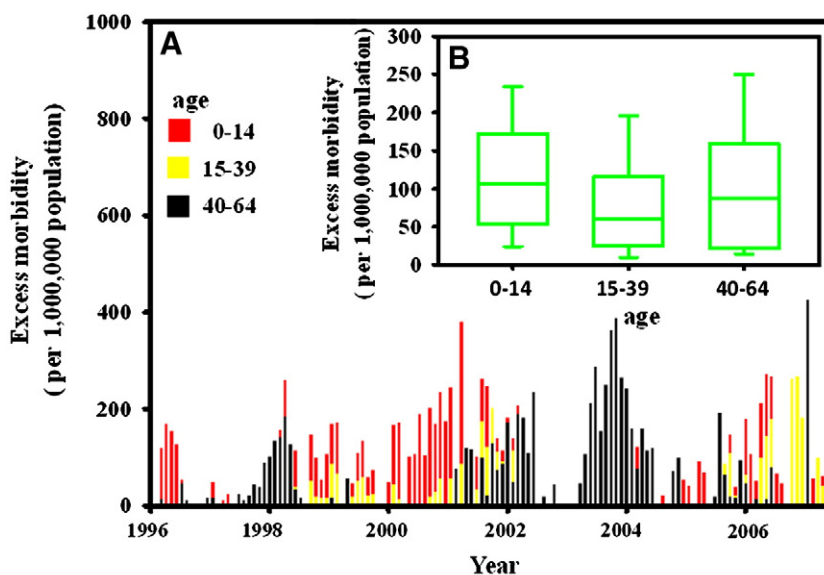 A
1000
800
600
400
200
0
Excess morbidity
( per 1,000,000 population)
age
0-14
15-39
40-64
B
300
250
200
150
100
50
0
Excess morbidity
( per 1,000,000 population)
0-14 15-39 40-64
age
1996 1998 2000 2002 2004 2006
Year